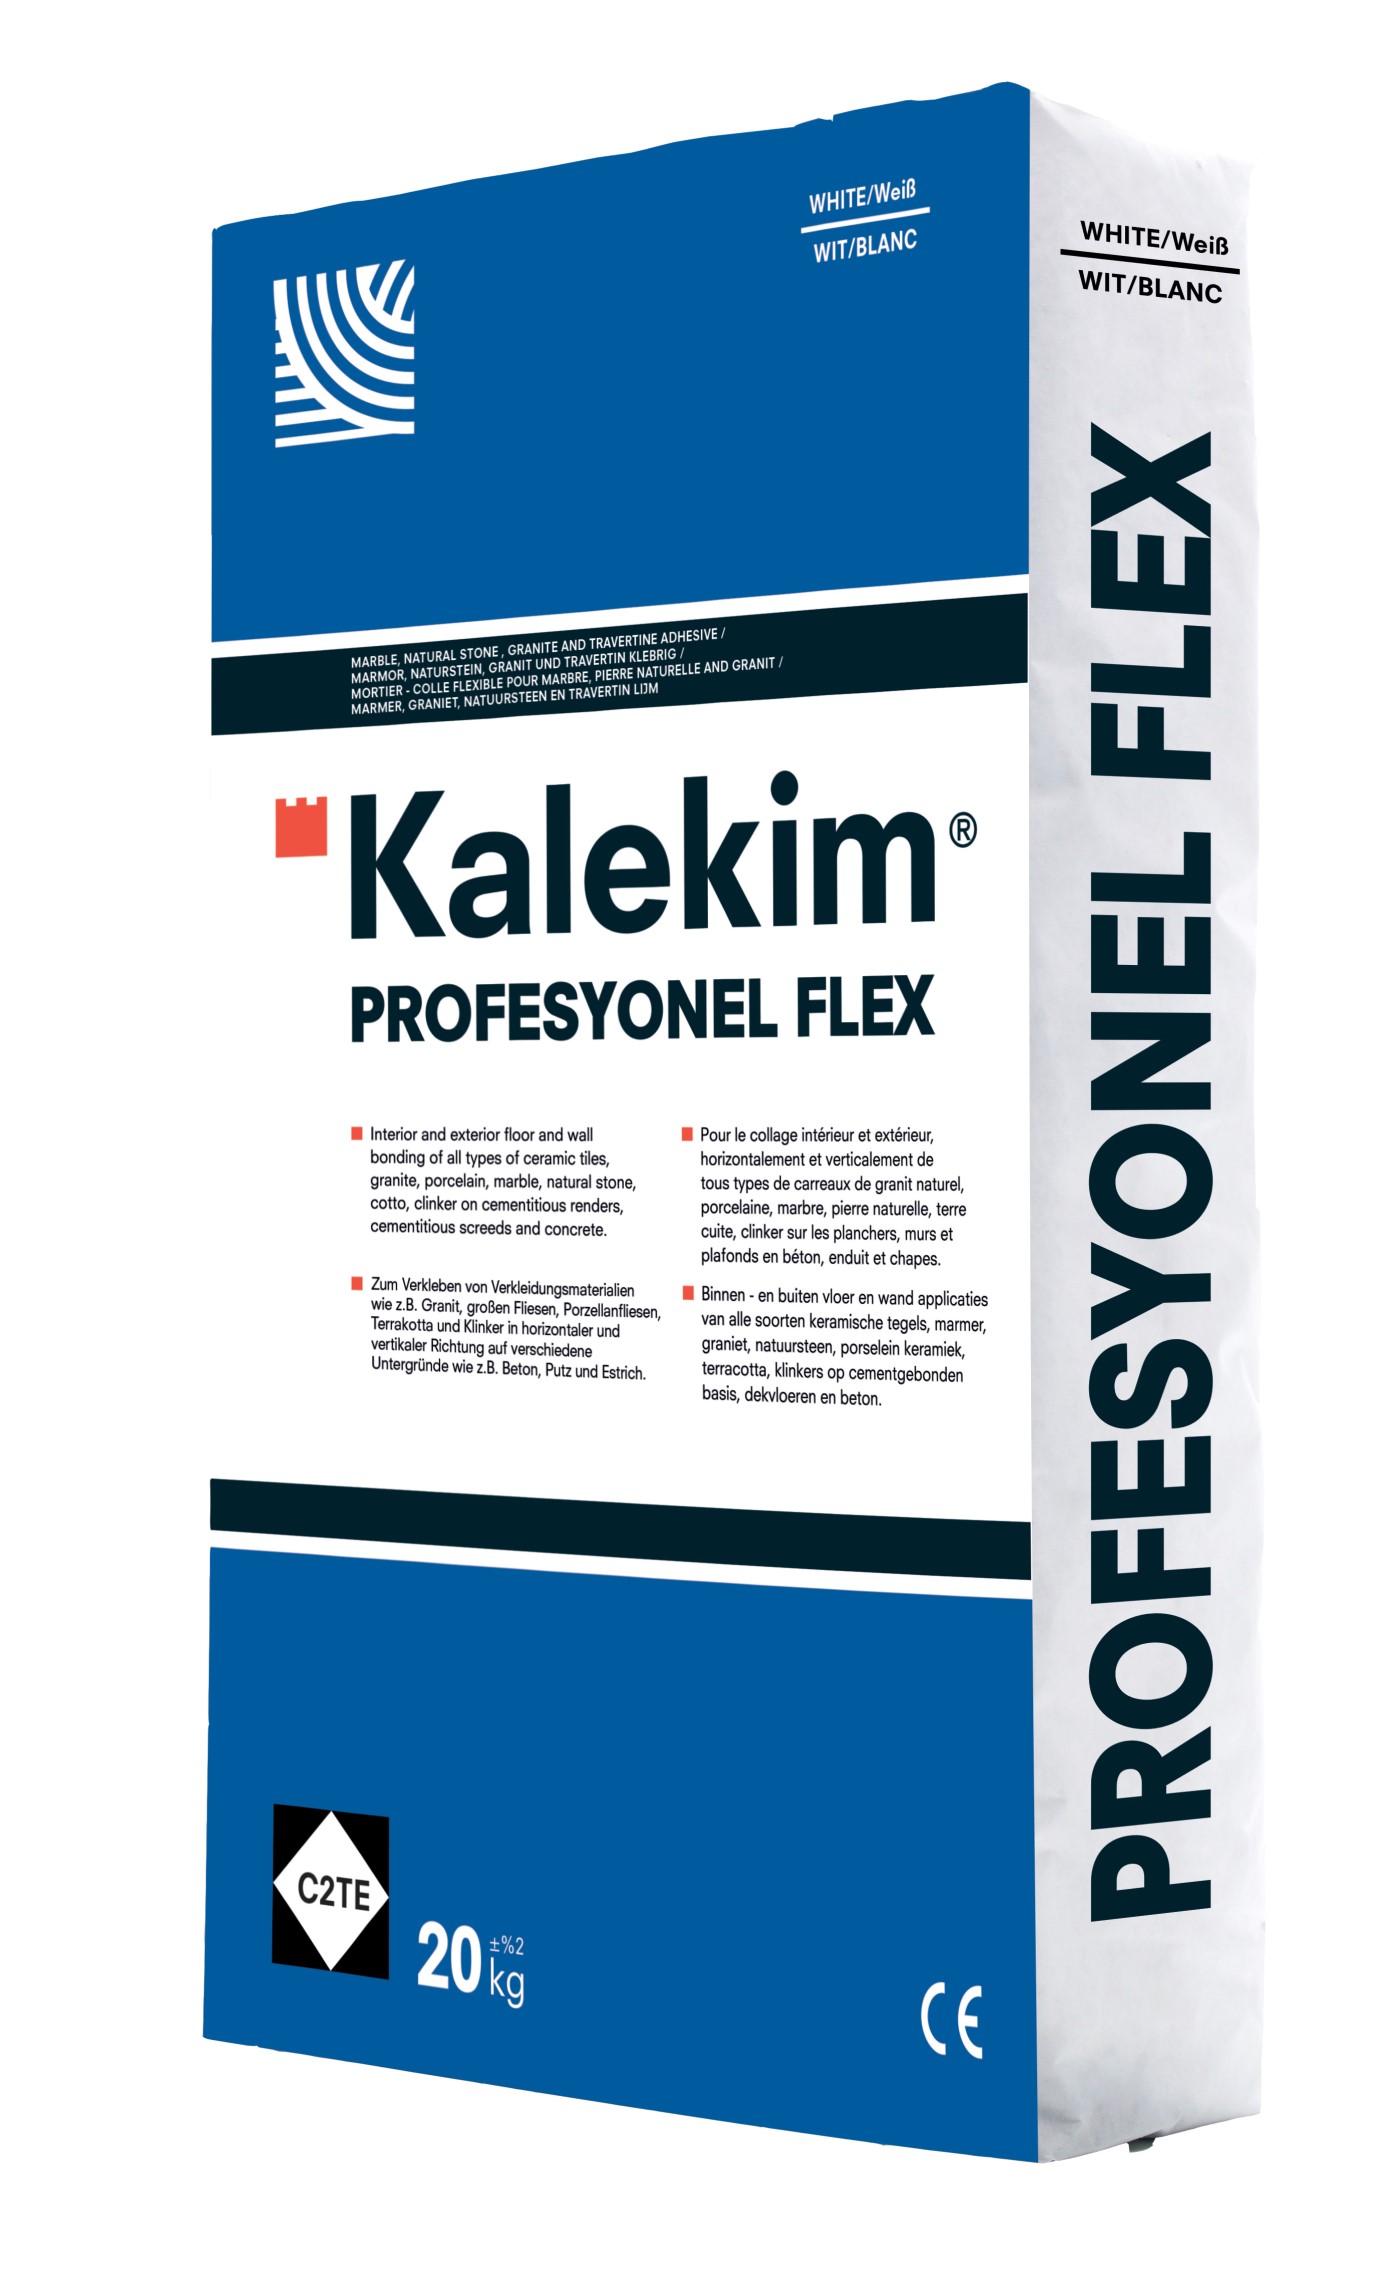 WHITE/Weiß
WIT/BLANC
WHITE/Weiß
WIT/BLANC
MARBLE, NATURAL STONE , GRANITE AND TRAVERTINE ADHESIVE /
MARMOR, NATURSTEIN, GRANIT UND TRAVERTIN KLEBRIG /
MORTIER - COLLE FLEXIBLE POUR MARBRE, PIERRE NATURELLE AND GRANIT /
MARMER, GRANIET, NATUURSTEEN EN TRAVERTIN LIJM
Kalekim®
PROFESYONEL FLEX
Interior and exterior floor and wall
bonding of all types of ceramic tiles,
granite, porcelain, marble, natural stone,
cotto, clinker on cementitious renders,
cementitious screeds and concrete.
Zum Verkleben von Verkleidungsmaterialien
wie z.B. Granit, großen Fliesen, Porzellanfliesen,
Terrakotta und Klinker in horizontaler und
vertikaler Richtung auf verschiedene
Untergründe wie z.B. Beton, Putz und Estrich.
Pour le collage intérieur et extérieur,
horizontalement et verticalement de
tous types de carreaux de granit naturel,
porcelaine, marbre, pierre naturelle, terre
cuite, clinker sur les planchers, murs et
plafonds en béton, enduit et chapes.
Binnen - en buiten vloer en wand applicaties
van alle soorten keramische tegels, marmer,
graniet, natuursteen, porselein keramiek,
terracotta, klinkers op cementgebonden
basis, dekvloeren en beton.
C2TE
20 kg ±%2
CE
PROFESYONEL FLEX